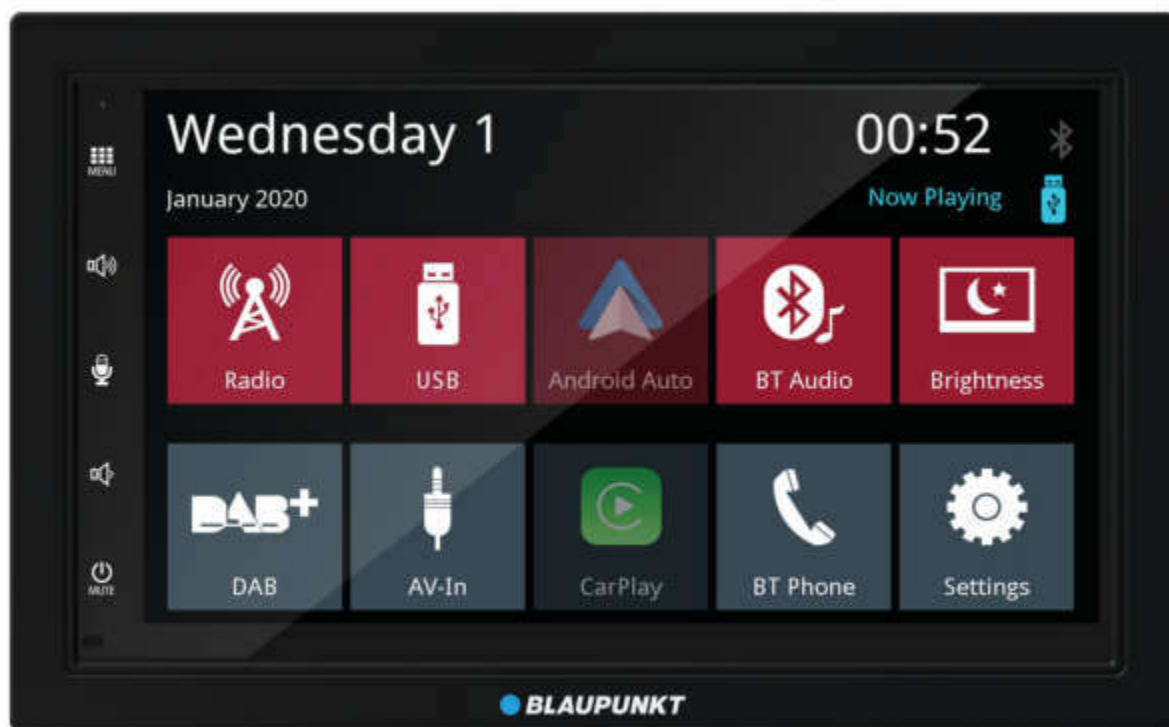 Wednesday 1
00:52
January 2020
Now Playing
MENU
Radio
USB
Android Auto
BT Audio
Brightness
DAB+
DAB
AV-In
CarPlay
BT Phone
Settings
MUTE
BLAUPUNKT